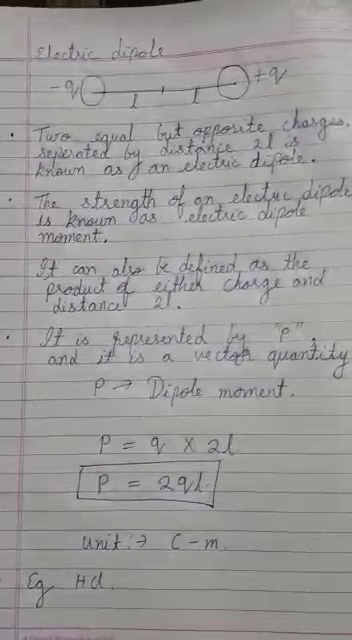 Electric dipole
-q +q
l l
• Two equal but opposite charges,
seperated by distance 2l is
known as an electric dipole.
• The strength of an electric dipole
is known as electric dipole
moment.
It can also be defined as the
product of either charge and
distance 2l.
• It is represented by "P",
and it is a vector quantity
P → Dipole moment.
P = q × 2l
P = 2ql
unit:→ C-m.
Eg HCl.